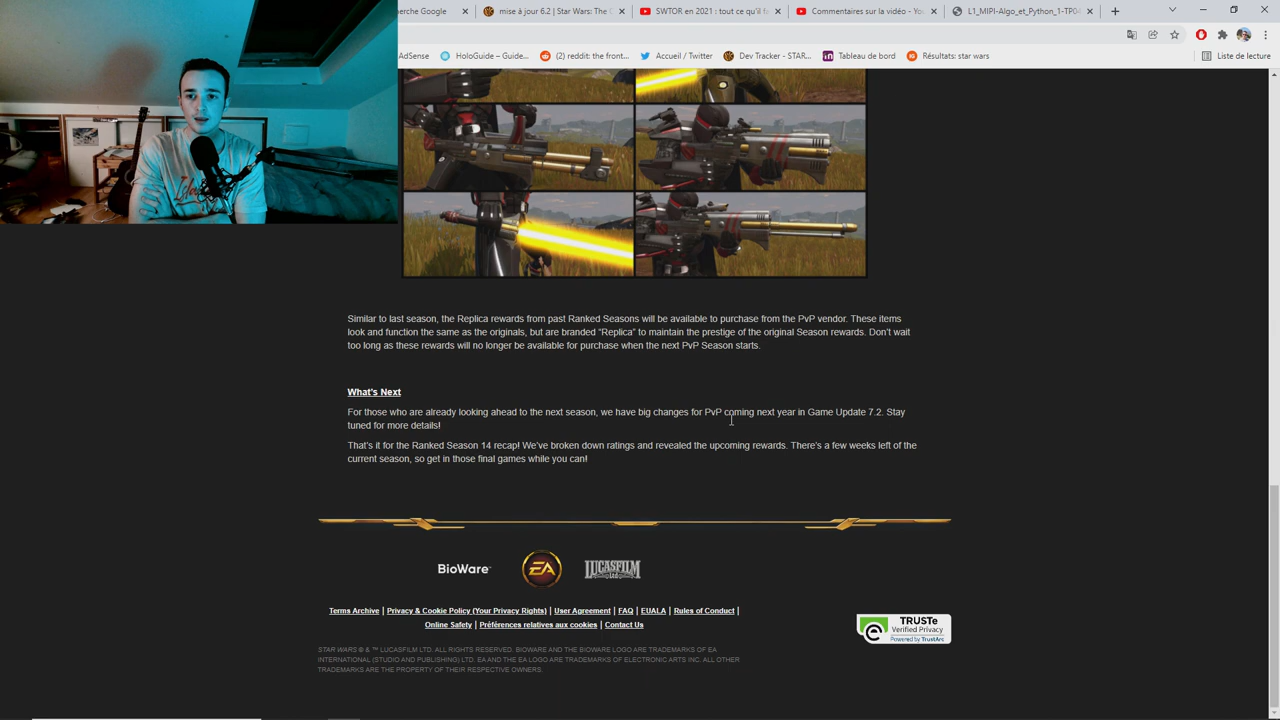 erche Google
mise à jour 6.2 | Star Wars: The O
SWTOR en 2021 : tout ce qu'il fa
Commentaires sur la vidéo - You
L1_MIPI-Algo_et_Python_1-TP04
AdSense
HoloGuide – Guide...
(2) reddit: the front...
Accueil / Twitter
Dev Tracker - STAR...
Tableau de bord
Résultats: star wars
Liste de lecture
Similar to last season, the Replica rewards from past Ranked Seasons will be available to purchase from the PvP vendor. These items
look and function the same as the originals, but are branded "Replica" to maintain the prestige of the original Season rewards. Don't wait
too long as these rewards will no longer be available for purchase when the next PvP Season starts.
What's Next
For those who are already looking ahead to the next season, we have big changes for PvP coming next year in Game Update 7.2. Stay
tuned for more details!
That's it for the Ranked Season 14 recap! We've broken down ratings and revealed the upcoming rewards. There's a few weeks left of the
current season, so get in those final games while you can!
BioWare™
EA
LUCASFILM
Ltd
Terms Archive | Privacy & Cookie Policy (Your Privacy Rights) | User Agreement | FAQ | EUALA | Rules of Conduct |
Online Safety | Préférences relatives aux cookies | Contact Us
TRUSTe
Verified Privacy
Powered by TrustArc
STAR WARS © & ™ LUCASFILM LTD. ALL RIGHTS RESERVED. BIOWARE AND THE BIOWARE LOGO ARE TRADEMARKS OF EA
INTERNATIONAL (STUDIO AND PUBLISHING) LTD. EA AND THE EA LOGO ARE TRADEMARKS OF ELECTRONIC ARTS INC. ALL OTHER
TRADEMARKS ARE THE PROPERTY OF THEIR RESPECTIVE OWNERS.